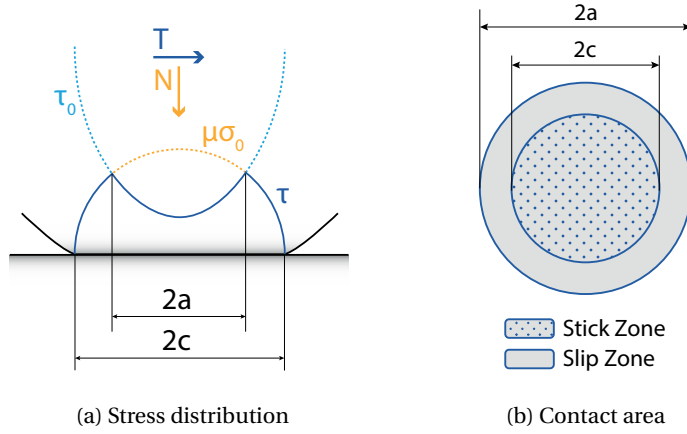 T
N
τ₀
μσ₀
τ
2a
2c
(a) Stress distribution
2a
2c
Stick Zone
Slip Zone
(b) Contact area